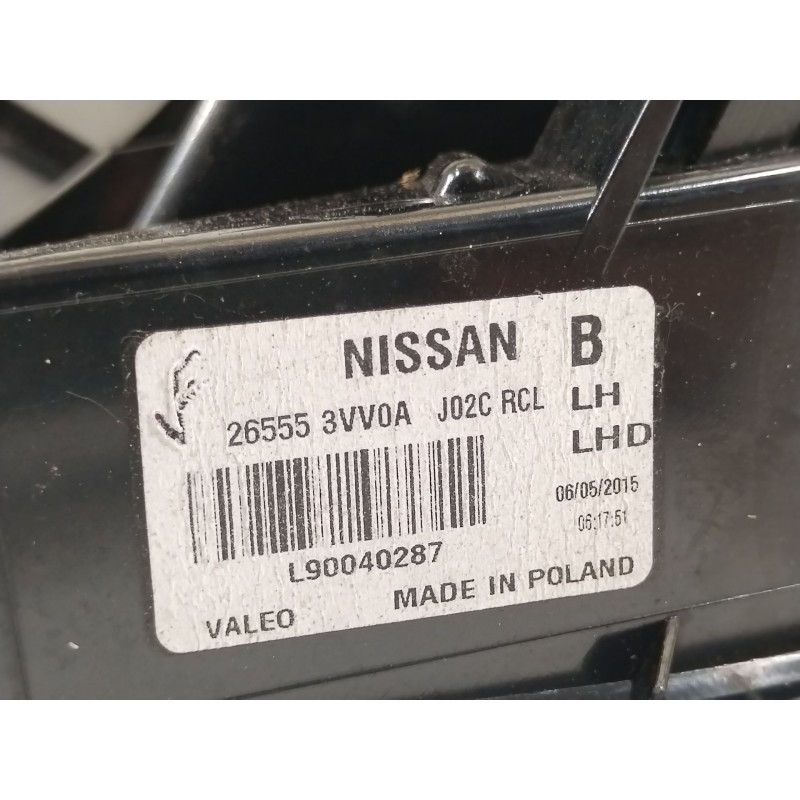 NISSAN B
26555 3VV0A J02C RCL LH
LHD
06/05/2015
06:17:51
L90040287
VALEO MADE IN POLAND